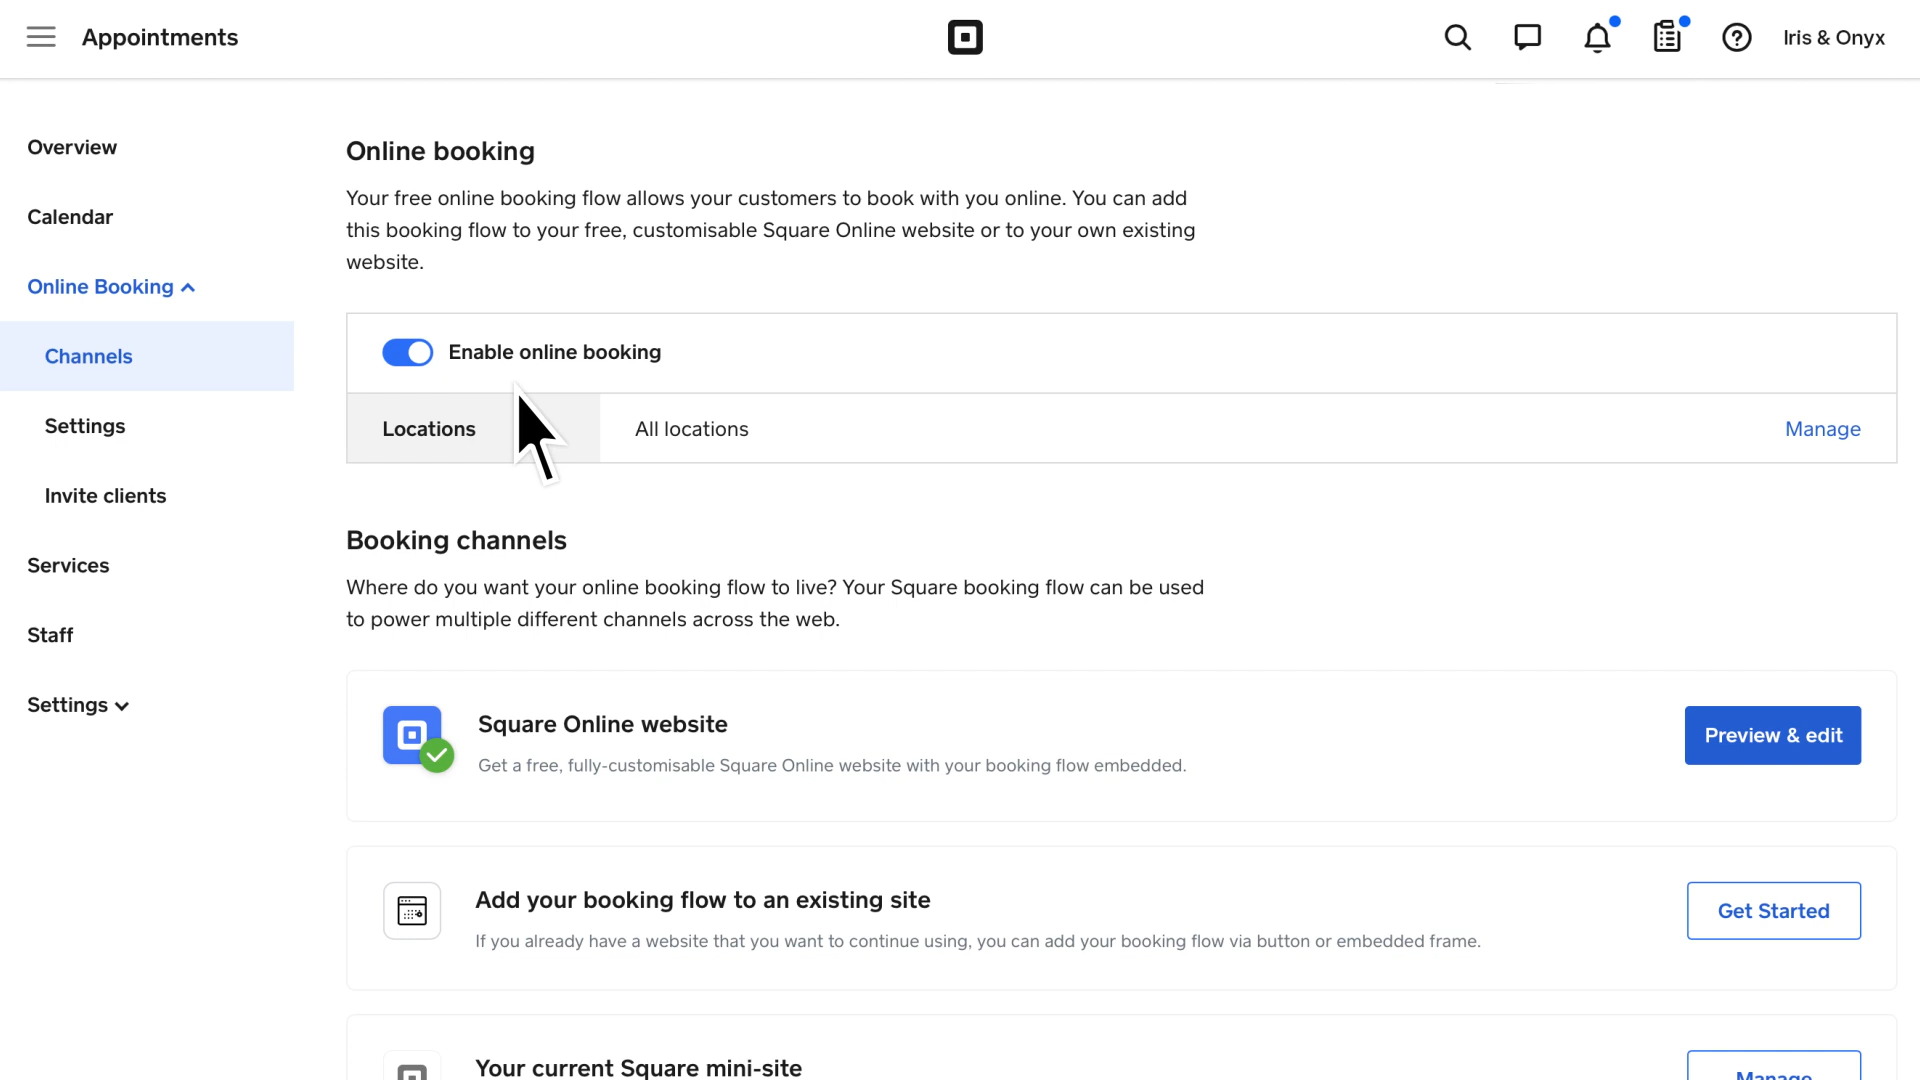 Appointments
Iris & Onyx
Overview
Calendar
Online Booking
Channels
Settings
Invite clients
Services
Staff
Settings
Online booking
Your free online booking flow allows your customers to book with you online. You can add
this booking flow to your free, customisable Square Online website or to your own existing
website.
Enable online booking
Locations
All locations
Manage
Booking channels
Where do you want your online booking flow to live? Your Square booking flow can be used
to power multiple different channels across the web.
Square Online website
Get a free, fully-customisable Square Online website with your booking flow embedded.
Preview & edit
Add your booking flow to an existing site
If you already have a website that you want to continue using, you can add your booking flow via button or embedded frame.
Get Started
Your current Square mini-site
Manage